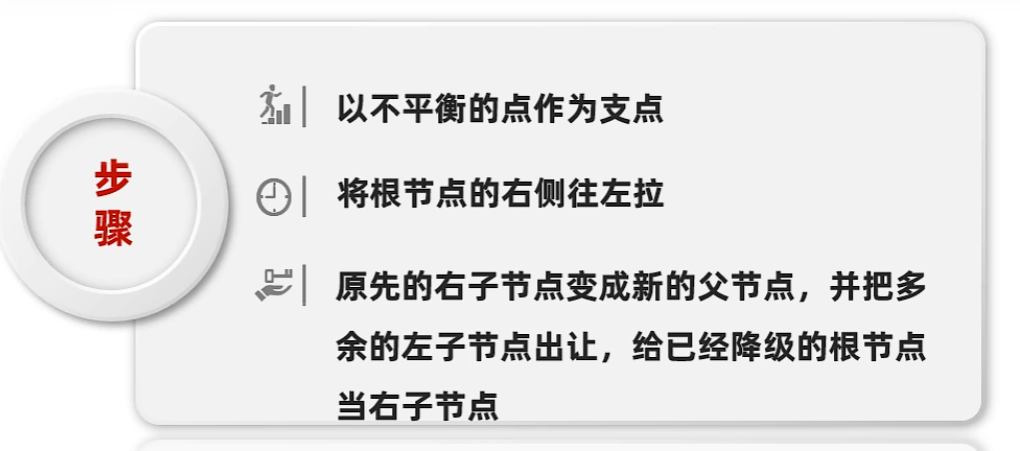 步
骤
以不平衡的点作为支点
将根节点的右侧往左拉
原先的右子节点变成新的父节点，并把多
余的左子节点出让，给已经降级的根节点
当右子节点